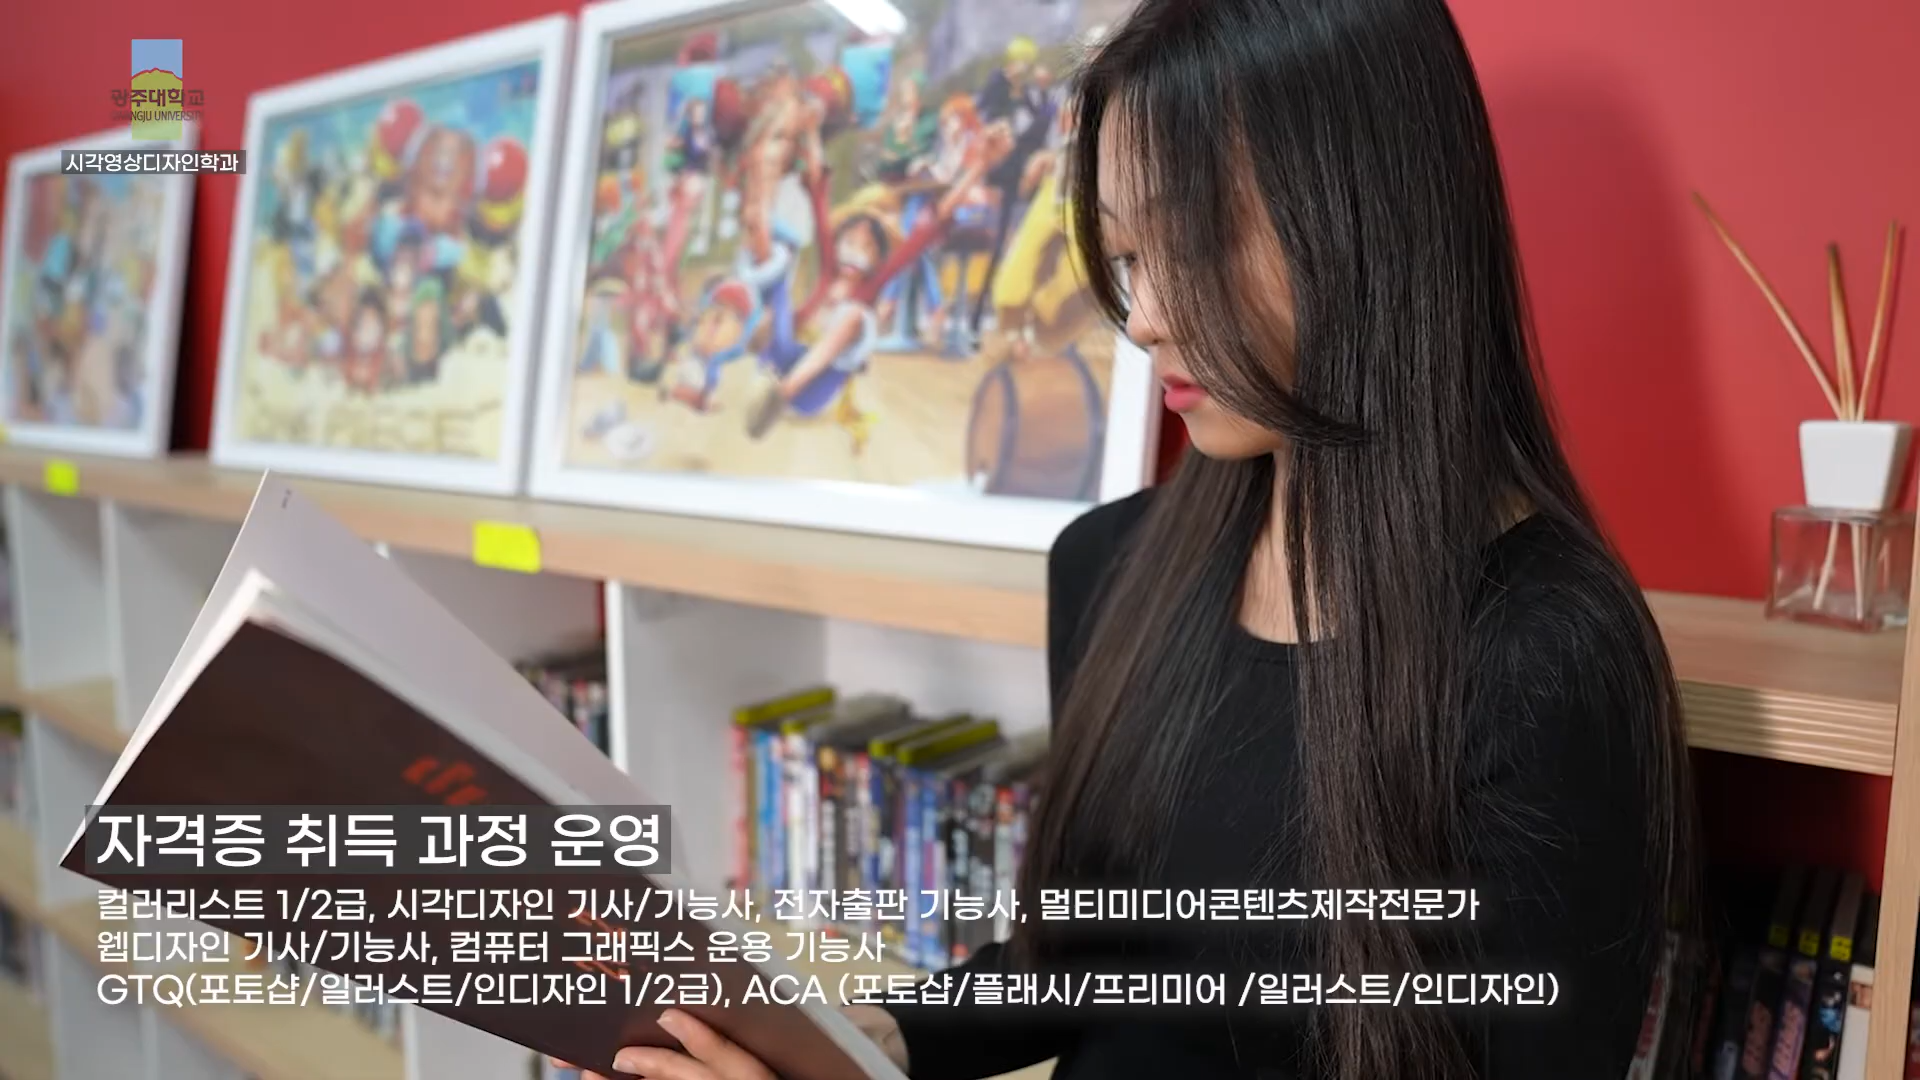 광주대학교
GWANGJU UNIVERSITY
시각영상디자인학과
자격증 취득 과정 운영
컬러리스트 1/2급, 시각디자인 기사/기능사, 전자출판 기능사, 멀티미디어콘텐츠제작전문가
웹디자인 기사/기능사, 컴퓨터 그래픽스 운용 기능사
GTQ(포토샵/일러스트/인디자인 1/2급), ACA (포토샵/플래시/프리미어 /일러스트/인디자인)